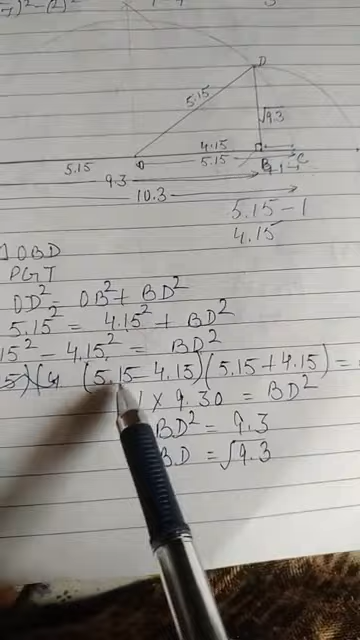 D
5.15
√9.3
4.15
5.15
O
5.15
B
C
9.3
10.3
5.15 - 1
4.15
OBD
PGT
OD² = OB² + BD²
5.15² = 4.15² + BD²
15² - 4.15² = BD²
(5.15 - 4.15)(5.15 + 4.15) =
1 x 9.30 = BD²
BD² = 9.3
BD = √9.3